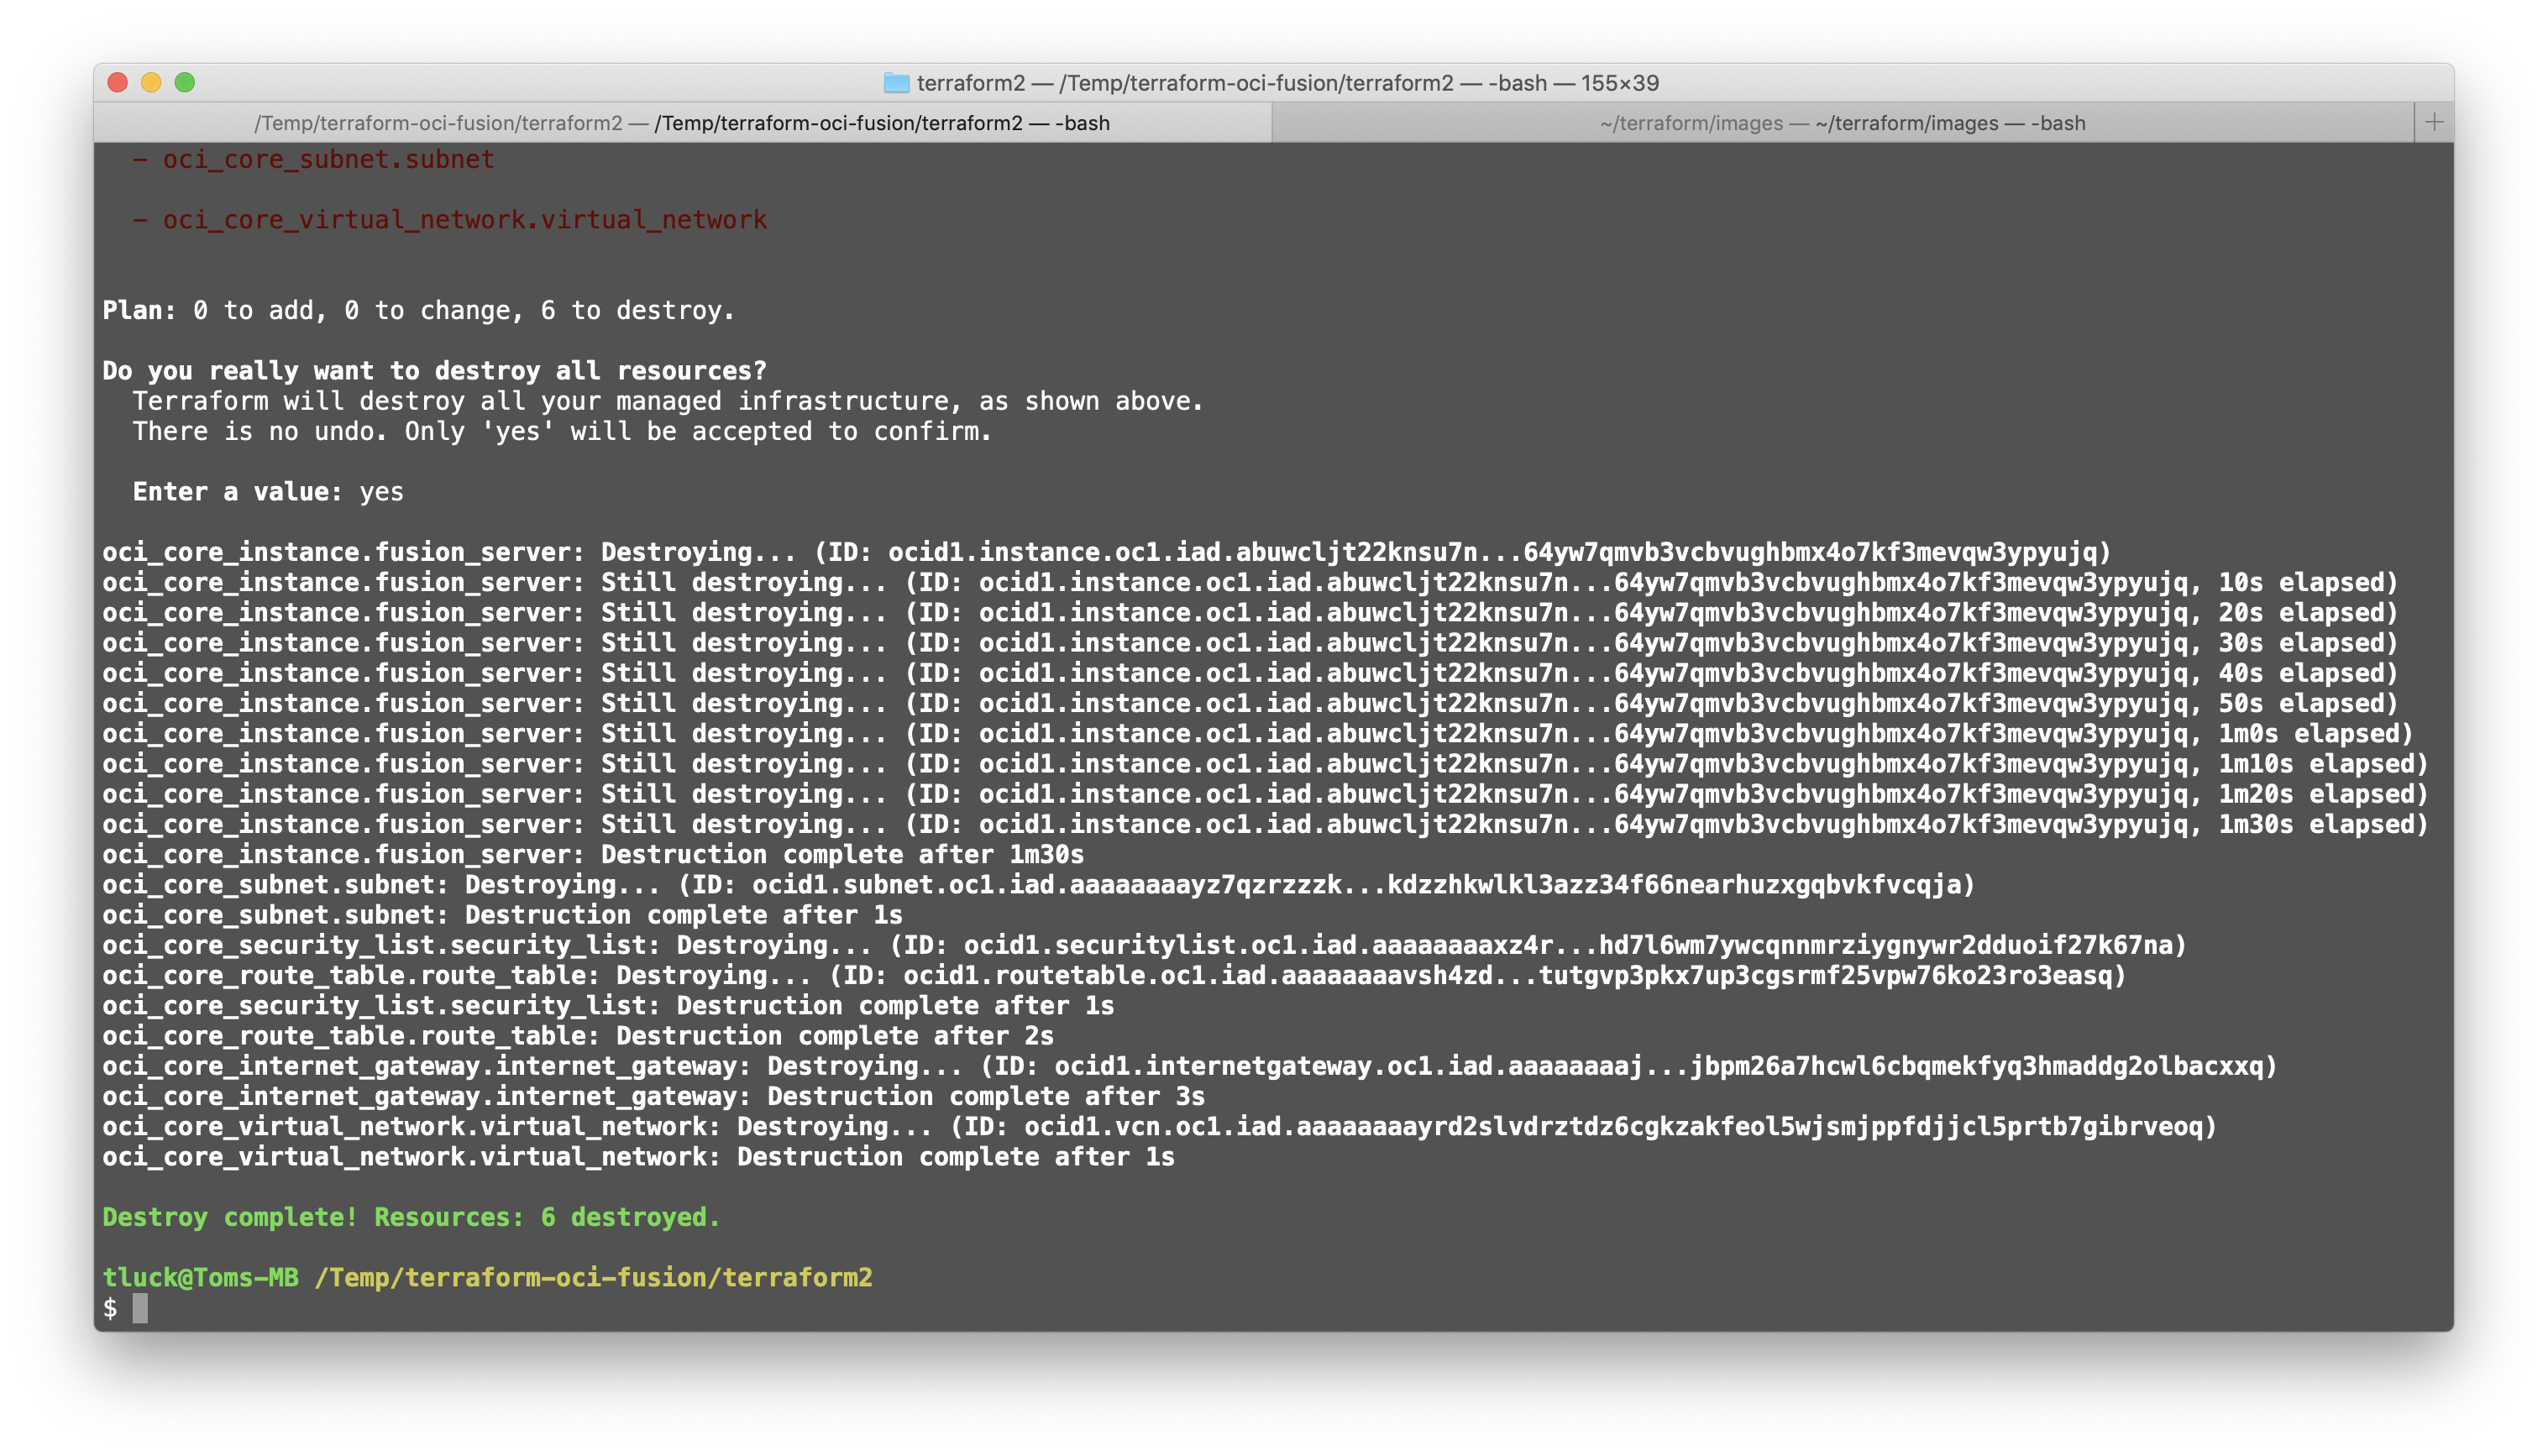 terraform2 — /Temp/terraform-oci-fusion/terraform2 — -bash — 155×39
/Temp/terraform-oci-fusion/terraform2 — /Temp/terraform-oci-fusion/terraform2 — -bash
~/terraform/images — ~/terraform/images — -bash
- oci_core_subnet.subnet
- oci_core_virtual_network.virtual_network
Plan: 0 to add, 0 to change, 6 to destroy.
Do you really want to destroy all resources?
Terraform will destroy all your managed infrastructure, as shown above.
There is no undo. Only 'yes' will be accepted to confirm.
Enter a value: yes
oci_core_instance.fusion_server: Destroying... (ID: ocid1.instance.oc1.iad.abuwcljt22knsu7n...64yw7qmvb3vcbvughbmx4o7kf3mevqw3ypyujq)
oci_core_instance.fusion_server: Still destroying... (ID: ocid1.instance.oc1.iad.abuwcljt22knsu7n...64yw7qmvb3vcbvughbmx4o7kf3mevqw3ypyujq, 10s elapsed)
oci_core_instance.fusion_server: Still destroying... (ID: ocid1.instance.oc1.iad.abuwcljt22knsu7n...64yw7qmvb3vcbvughbmx4o7kf3mevqw3ypyujq, 20s elapsed)
oci_core_instance.fusion_server: Still destroying... (ID: ocid1.instance.oc1.iad.abuwcljt22knsu7n...64yw7qmvb3vcbvughbmx4o7kf3mevqw3ypyujq, 30s elapsed)
oci_core_instance.fusion_server: Still destroying... (ID: ocid1.instance.oc1.iad.abuwcljt22knsu7n...64yw7qmvb3vcbvughbmx4o7kf3mevqw3ypyujq, 40s elapsed)
oci_core_instance.fusion_server: Still destroying... (ID: ocid1.instance.oc1.iad.abuwcljt22knsu7n...64yw7qmvb3vcbvughbmx4o7kf3mevqw3ypyujq, 50s elapsed)
oci_core_instance.fusion_server: Still destroying... (ID: ocid1.instance.oc1.iad.abuwcljt22knsu7n...64yw7qmvb3vcbvughbmx4o7kf3mevqw3ypyujq, 1m0s elapsed)
oci_core_instance.fusion_server: Still destroying... (ID: ocid1.instance.oc1.iad.abuwcljt22knsu7n...64yw7qmvb3vcbvughbmx4o7kf3mevqw3ypyujq, 1m10s elapsed)
oci_core_instance.fusion_server: Still destroying... (ID: ocid1.instance.oc1.iad.abuwcljt22knsu7n...64yw7qmvb3vcbvughbmx4o7kf3mevqw3ypyujq, 1m20s elapsed)
oci_core_instance.fusion_server: Still destroying... (ID: ocid1.instance.oc1.iad.abuwcljt22knsu7n...64yw7qmvb3vcbvughbmx4o7kf3mevqw3ypyujq, 1m30s elapsed)
oci_core_instance.fusion_server: Destruction complete after 1m30s
oci_core_subnet.subnet: Destroying... (ID: ocid1.subnet.oc1.iad.aaaaaaaayz7qzrzzzk...kdzzhkwlkl3azz34f66nearhuzxgqbvkfvcqja)
oci_core_subnet.subnet: Destruction complete after 1s
oci_core_security_list.security_list: Destroying... (ID: ocid1.securitylist.oc1.iad.aaaaaaaaxz4r...hd7l6wm7ywcqnnmrziygnywr2dduoif27k67na)
oci_core_route_table.route_table: Destroying... (ID: ocid1.routetable.oc1.iad.aaaaaaaavsh4zd...tutgvp3pkx7up3cgsrmf25vpw76ko23ro3easq)
oci_core_security_list.security_list: Destruction complete after 1s
oci_core_route_table.route_table: Destruction complete after 2s
oci_core_internet_gateway.internet_gateway: Destroying... (ID: ocid1.internetgateway.oc1.iad.aaaaaaaaj...jbpm26a7hcwl6cbqmekfyq3hmaddg2olbacxxq)
oci_core_internet_gateway.internet_gateway: Destruction complete after 3s
oci_core_virtual_network.virtual_network: Destroying... (ID: ocid1.vcn.oc1.iad.aaaaaaaayrd2slvdrztdz6cgkzakfeol5wjsmjppfdjjcl5prtb7gibrveoq)
oci_core_virtual_network.virtual_network: Destruction complete after 1s
Destroy complete! Resources: 6 destroyed.
tluck@Toms-MB /Temp/terraform-oci-fusion/terraform2
$